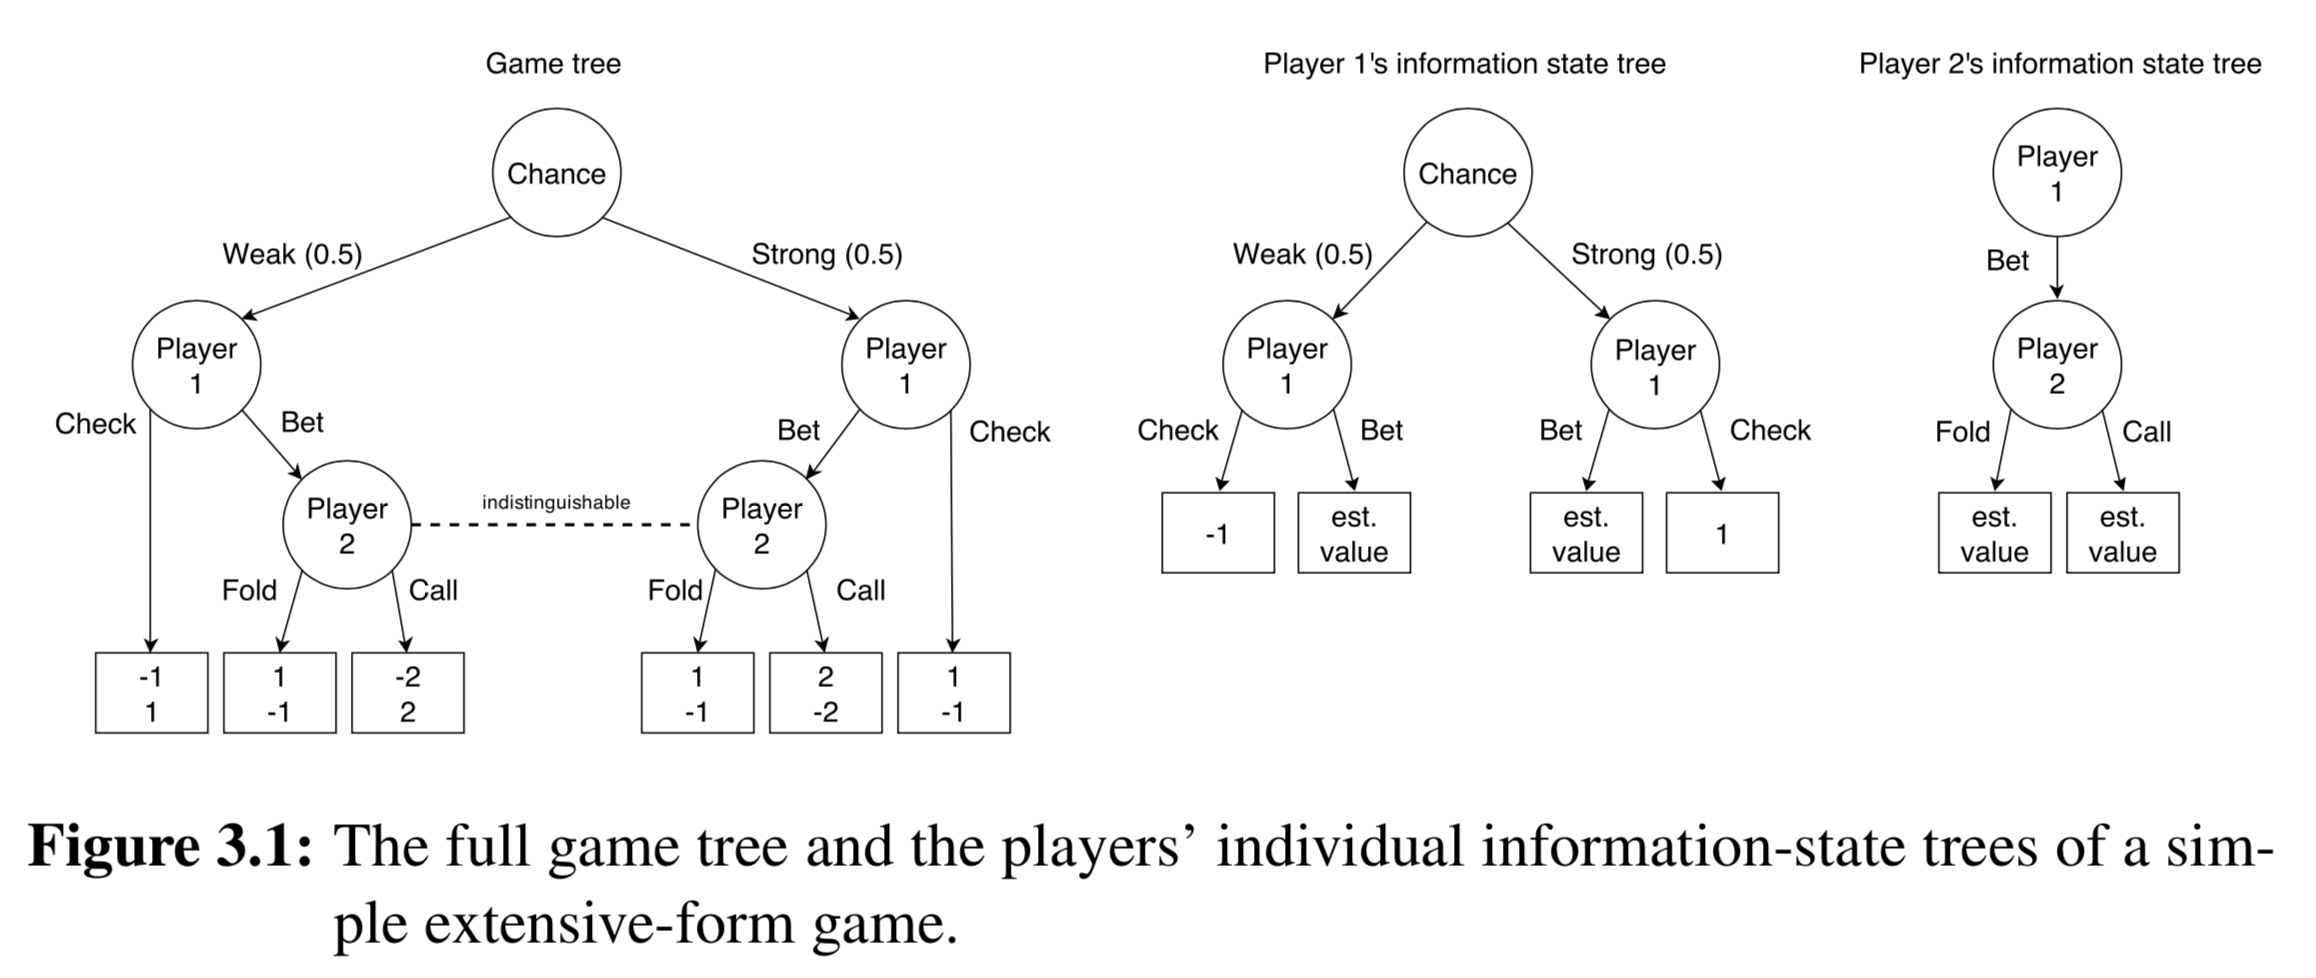 Game tree
Chance
Weak (0.5)
Strong (0.5)
Player
1
Player
1
Check
Bet
Bet
Check
Player
2
indistinguishable
Player
2
Fold
Call
Fold
Call
-1
1
1
-1
-2
2
1
-1
2
-2
1
-1
Player 1's information state tree
Chance
Weak (0.5)
Strong (0.5)
Player
1
Player
1
Check
Bet
Bet
Check
-1
est.
value
est.
value
1
Player 2's information state tree
Player
1
Bet
Player
2
Fold
Call
est.
value
est.
value
Figure 3.1: The full game tree and the players’ individual information-state trees of a sim-
ple extensive-form game.